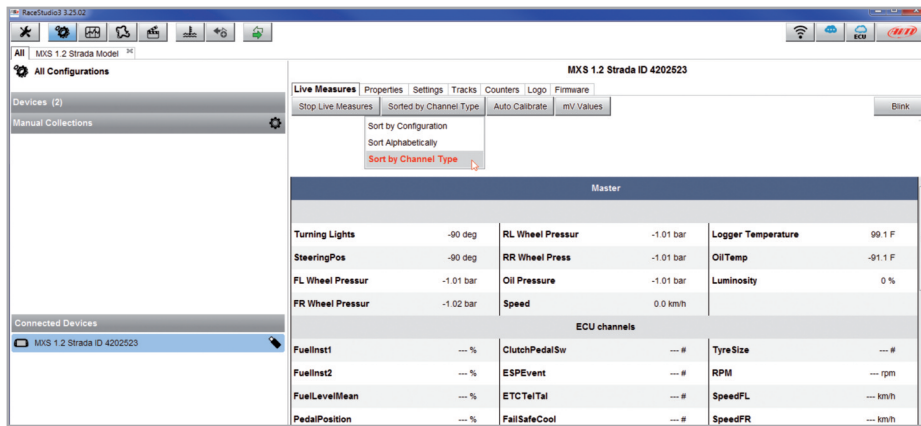 RaceStudio3 3.25.02
ECU
AiM
All MXS 1.2 Strada Model
All Configurations
Devices (2)
Manual Collections
Connected Devices
MXS 1.2 Strada ID 4202523
MXS 1.2 Strada ID 4202523
Live Measures Properties Settings Tracks Counters Logo Firmware
Stop Live Measures Sorted by Channel Type Auto Calibrate mV Values Blink
Sort by Configuration
Sort Alphabetically
Sort by Channel Type
Master
Turning Lights -90 deg RL Wheel Pressur -1.01 bar Logger Temperature 99.1 F
SteeringPos -90 deg RR Wheel Press -1.01 bar OilTemp -91.1 F
FL Wheel Pressur -1.01 bar Oil Pressure -1.01 bar Luminosity 0 %
FR Wheel Pressur -1.02 bar Speed 0.0 km/h
ECU channels
FuelInst1 --- % ClutchPedalSw --- # TyreSize --- #
FuelInst2 --- % ESPEvent --- # RPM --- rpm
FuelLevelMean --- % ETCTelTal --- # SpeedFL --- km/h
PedalPosition --- % FailSafeCool --- # SpeedFR --- km/h